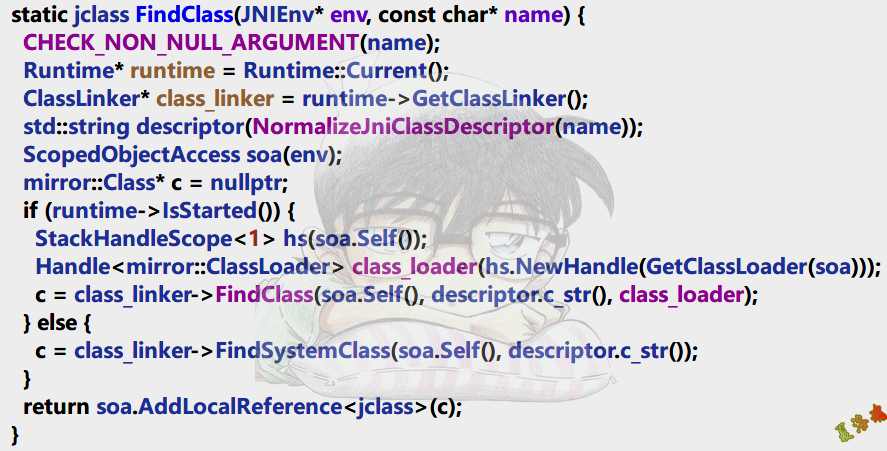 static jclass FindClass(JNIEnv* env, const char* name) {
  CHECK_NON_NULL_ARGUMENT(name);
  Runtime* runtime = Runtime::Current();
  ClassLinker* class_linker = runtime->GetClassLinker();
  std::string descriptor(NormalizeJniClassDescriptor(name));
  ScopedObjectAccess soa(env);
  mirror::Class* c = nullptr;
  if (runtime->IsStarted()) {
    StackHandleScope<1> hs(soa.Self());
    Handle<mirror::ClassLoader> class_loader(hs.NewHandle(GetClassLoader(soa)));
    c = class_linker->FindClass(soa.Self(), descriptor.c_str(), class_loader);
  } else {
    c = class_linker->FindSystemClass(soa.Self(), descriptor.c_str());
  }
  return soa.AddLocalReference<jclass>(c);
}